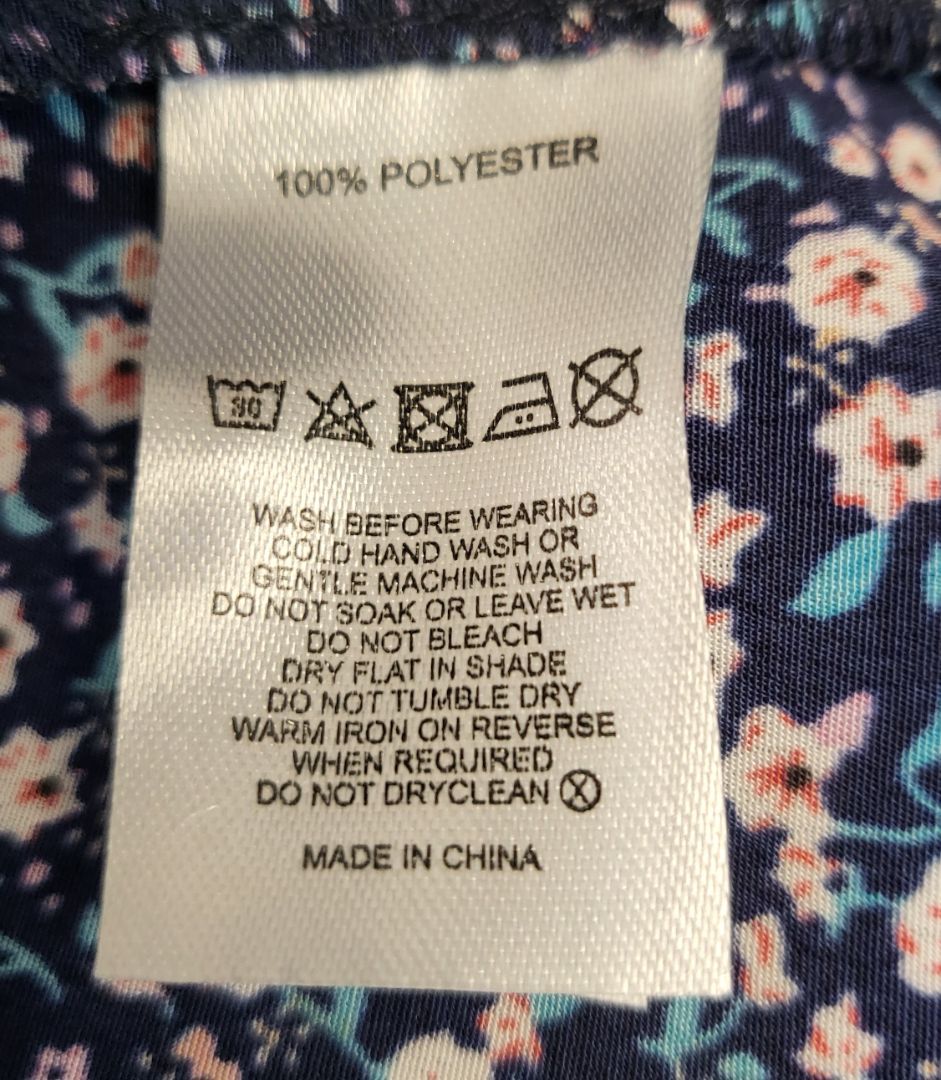 100% POLYESTER
30
WASH BEFORE WEARING
COLD HAND WASH OR
GENTLE MACHINE WASH
DO NOT SOAK OR LEAVE WET
DO NOT BLEACH
DRY FLAT IN SHADE
DO NOT TUMBLE DRY
WARM IRON ON REVERSE
WHEN REQUIRED
DO NOT DRYCLEAN
MADE IN CHINA